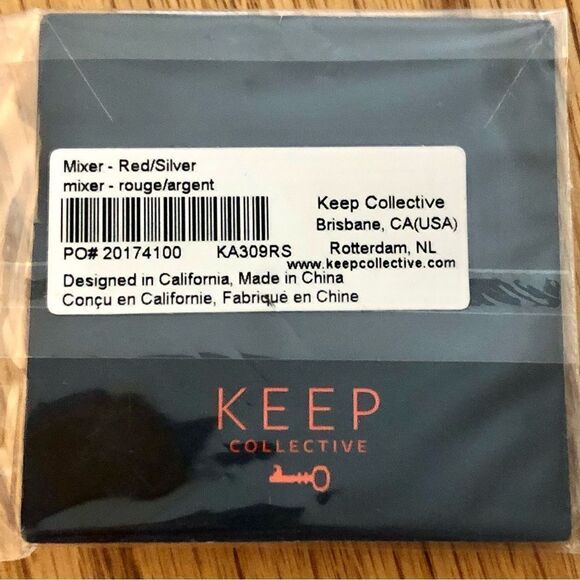 Mixer - Red/Silver
mixer - rouge/argent
Keep Collective
Brisbane, CA(USA)
PO# 20174100 KA309RS Rotterdam, NL
www.keepcollective.com
Designed in California, Made in China
Conçu en Californie, Fabriqué en Chine
KEEP
COLLECTIVE